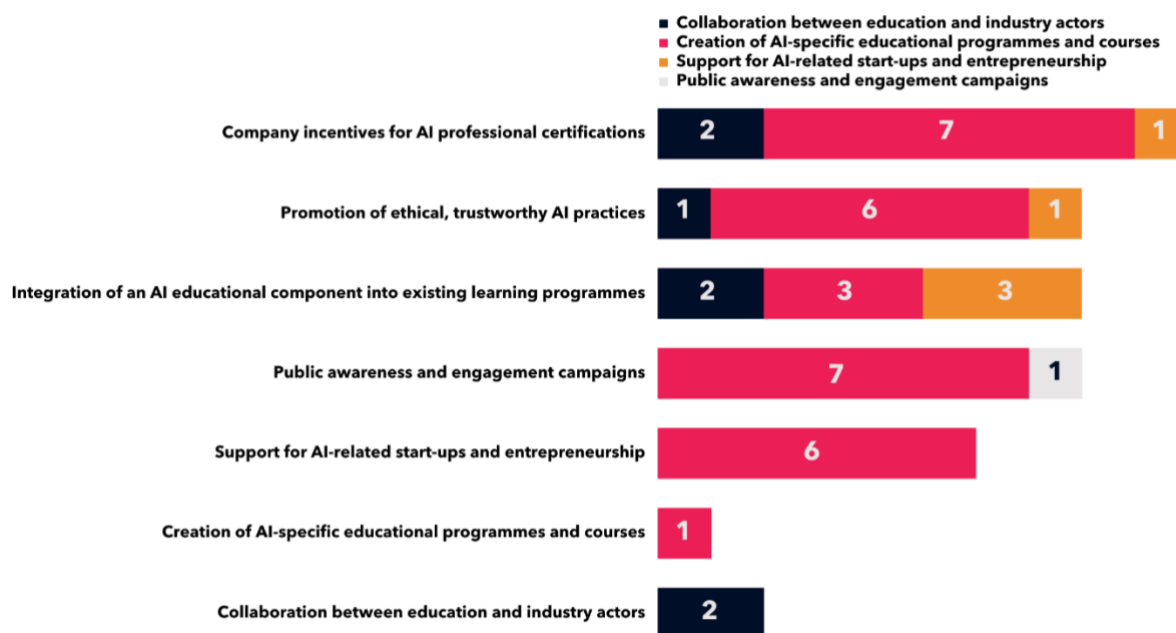 Collaboration between education and industry actors
Creation of AI-specific educational programmes and courses
Support for AI-related start-ups and entrepreneurship
Public awareness and engagement campaigns
Company incentives for AI professional certifications 2 7 1
Promotion of ethical, trustworthy AI practices 1 6 1
Integration of an AI educational component into existing learning programmes 2 3 3
Public awareness and engagement campaigns 7 1
Support for AI-related start-ups and entrepreneurship 6
Creation of AI-specific educational programmes and courses 1
Collaboration between education and industry actors 2